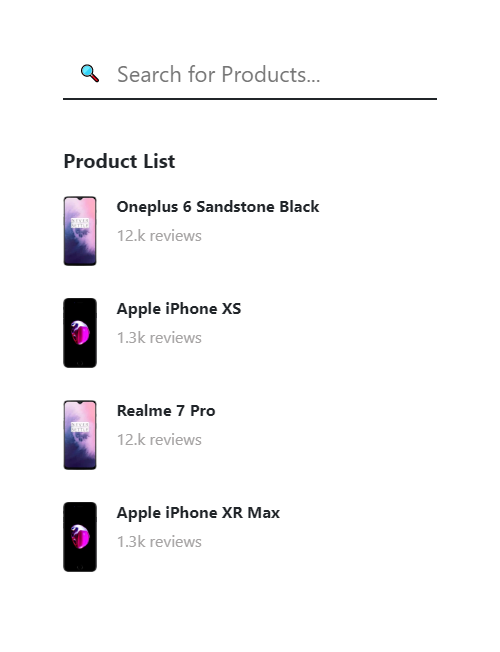 Search for Products...
Product List
Oneplus 6 Sandstone Black
12.k reviews
Apple iPhone XS
1.3k reviews
Realme 7 Pro
12.k reviews
Apple iPhone XR Max
1.3k reviews